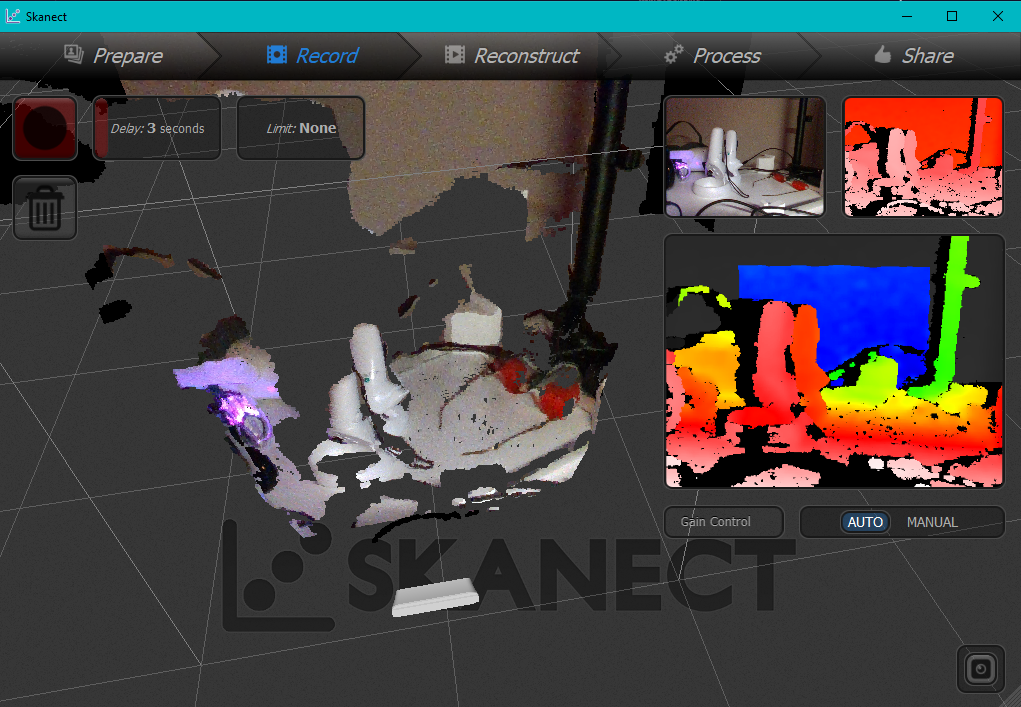 Skanect
Prepare
Record
Reconstruct
Process
Share
Delay: 3 seconds
Limit: None
Gain Control
AUTO
MANUAL
SKANECT